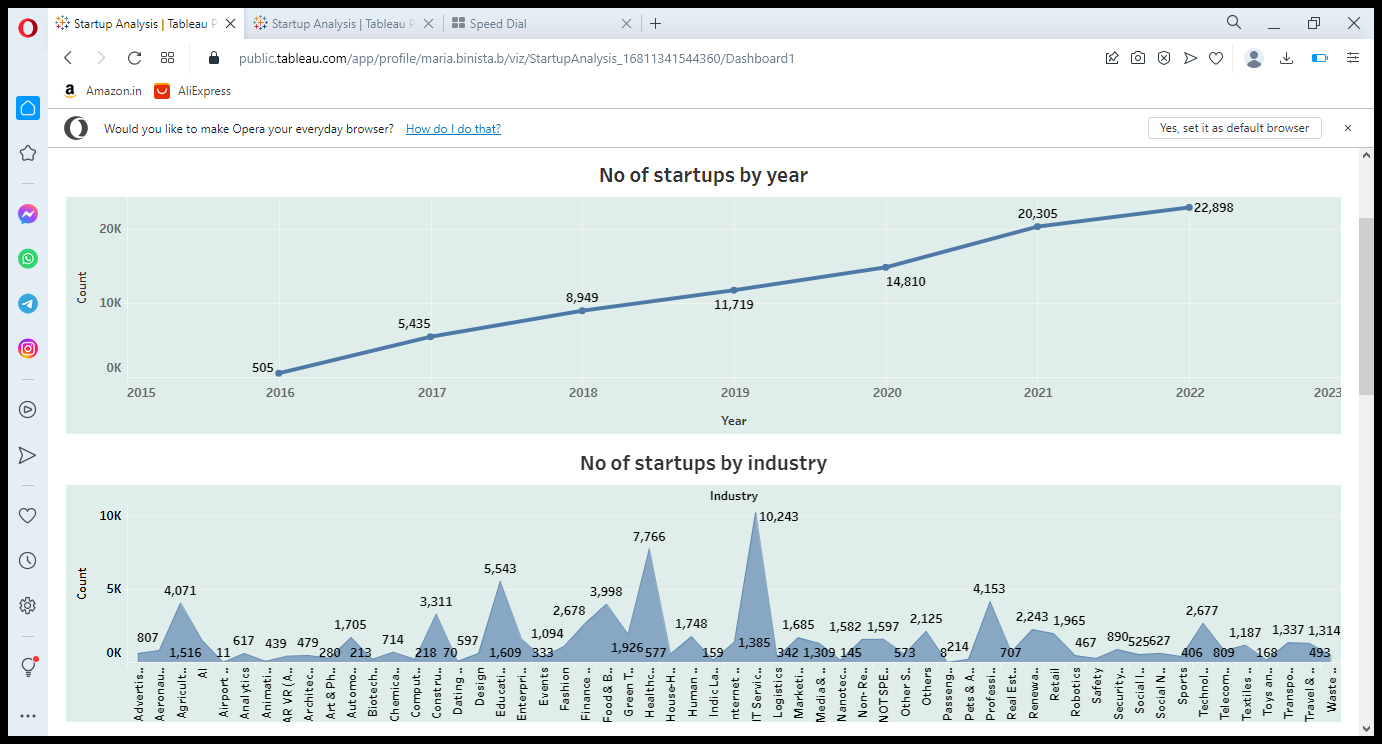 Startup Analysis | Tableau P
Startup Analysis | Tableau P
Speed Dial
public.tableau.com/app/profile/maria.binista.b/viz/StartupAnalysis_16811341544360/Dashboard1
Amazon.in AliExpress
Would you like to make Opera your everyday browser? How do I do that? Yes, set it as default browser
No of startups by year
Count
20K
10K
0K
505
5,435
8,949
11,719
14,810
20,305
22,898
2015 2016 2017 2018 2019 2020 2021 2022 2023
Year
No of startups by industry
Industry
Count
10K
5K
0K
807 4,071 1,516 11 617 439 479 280 1,705 213 714 218 3,311 70 597 5,543 1,609 333 1,094 2,678 3,998 1,926 7,766 577 1,748 159 1,385 10,243 342 1,685 1,309 145 1,582 1,597 573 2,125 8 214 4,153 707 2,243 1,965 467 890 525 627 406 2,677 809 1,187 168 1,337 1,314 493
Advertis..
Aeronau..
Agricult..
AI
Airport ..
Analytics
Animati..
AR VR (A..
Architec..
Art & Ph..
Automo..
Biotech..
Chemica..
Comput..
Constru..
Dating ..
Design
Educati..
Enterpri..
Events
Fashion
Finance ..
Food & B..
Green T..
Healthc..
House-H..
Human ..
Indic La..
nternet ..
IT Servic..
Logistics
Marketi..
Media & ..
Nanotec..
Non- Re..
NOT SPE..
Other S..
Others
Passeng..
Pets & A..
Professi..
Real Est..
Renewa..
Retail
Robotics
Safety
Security..
Social I..
Social N..
Sports
Technol..
Telecom..
Textiles ..
Toys an..
Transpo..
Travel & ..
Waste ..